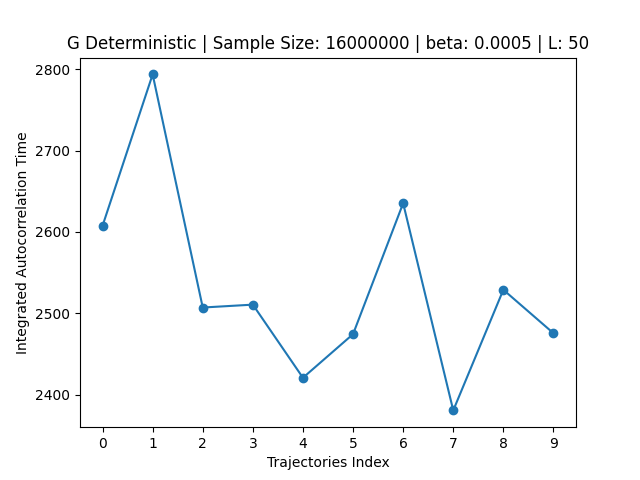 G Deterministic | Sample Size: 16000000 | beta: 0.0005 | L: 50
Integrated Autocorrelation Time
2800
2700
2600
2500
2400
0 1 2 3 4 5 6 7 8 9
Trajectories Index